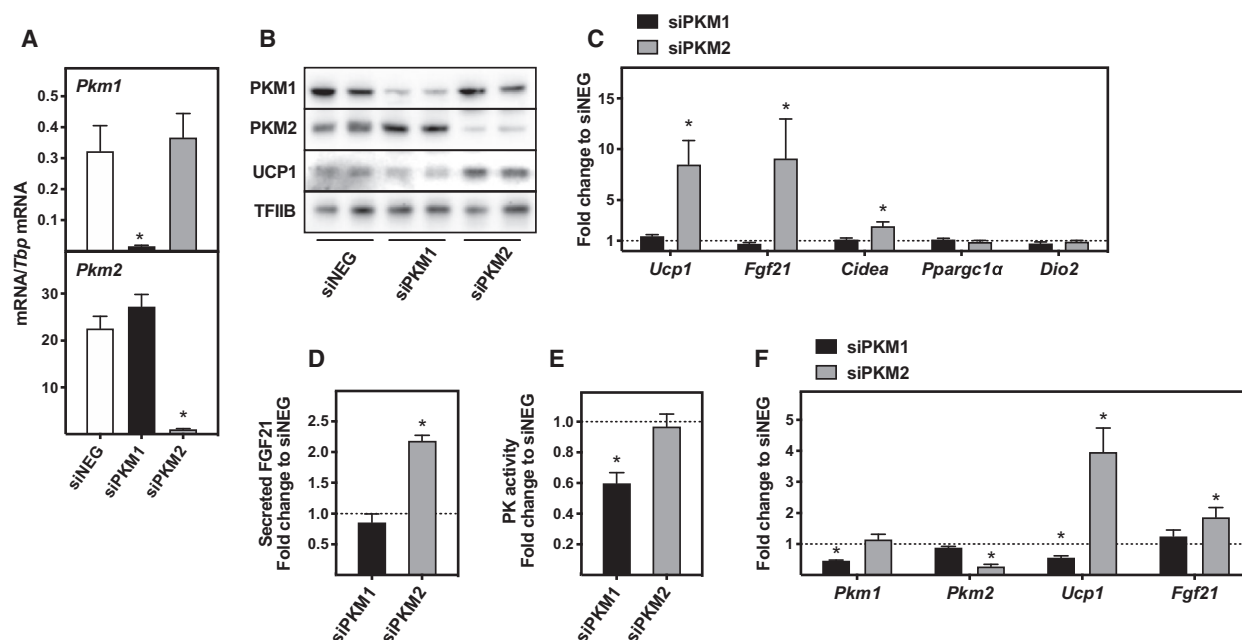 A
Pkm1
0.5
0.4
0.3
0.2
0.1
*
Pkm2
30
20
10
*
mRNA/Tbp mRNA
siNEG
siPKM1
siPKM2
B
PKM1
PKM2
UCP1
TFIIB
siNEG
siPKM1
siPKM2
C
siPKM1
siPKM2
Fold change to siNEG
15
10
5
1
* * *
Ucp1 Fgf21 Cidea Ppargc1α Dio2
D
Secreted FGF21
Fold change to siNEG
2.5
2.0
1.5
1.0
0.5
*
siPKM1
siPKM2
E
PK activity
Fold change to siNEG
1.0
0.8
0.6
0.4
0.2
*
siPKM1
siPKM2
F
siPKM1
siPKM2
Fold change to siNEG
5
4
3
2
1
* * * * *
Pkm1 Pkm2 Ucp1 Fgf21